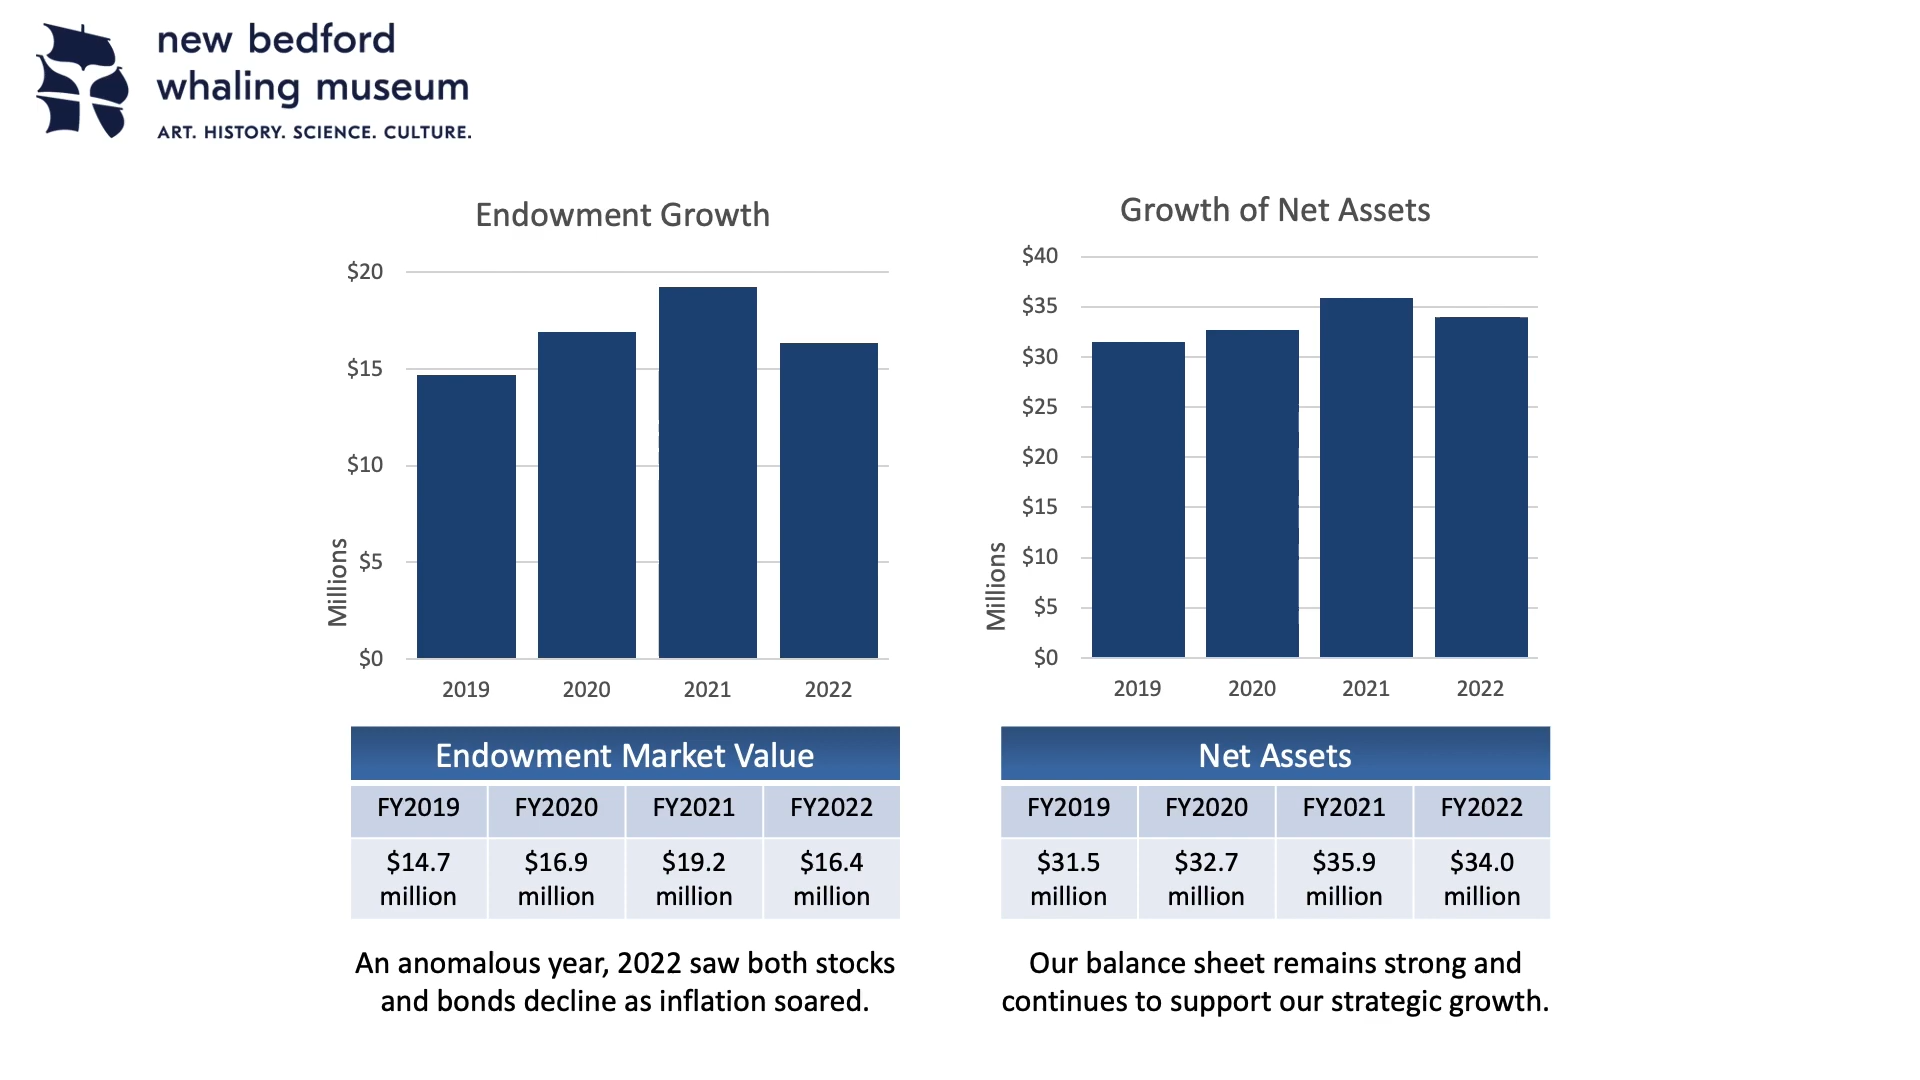 new bedford
whaling museum
ART. HISTORY. SCIENCE. CULTURE.
Endowment Growth
$20
$15
$10
$5
$0
Millions
2019 2020 2021 2022
Endowment Market Value
FY2019 FY2020 FY2021 FY2022
$14.7 $16.9 $19.2 $16.4
million million million million
An anomalous year, 2022 saw both stocks
and bonds decline as inflation soared.
Growth of Net Assets
$40
$35
$30
$25
$20
$15
$10
$5
$0
Millions
2019 2020 2021 2022
Net Assets
FY2019 FY2020 FY2021 FY2022
$31.5 $32.7 $35.9 $34.0
million million million million
Our balance sheet remains strong and
continues to support our strategic growth.